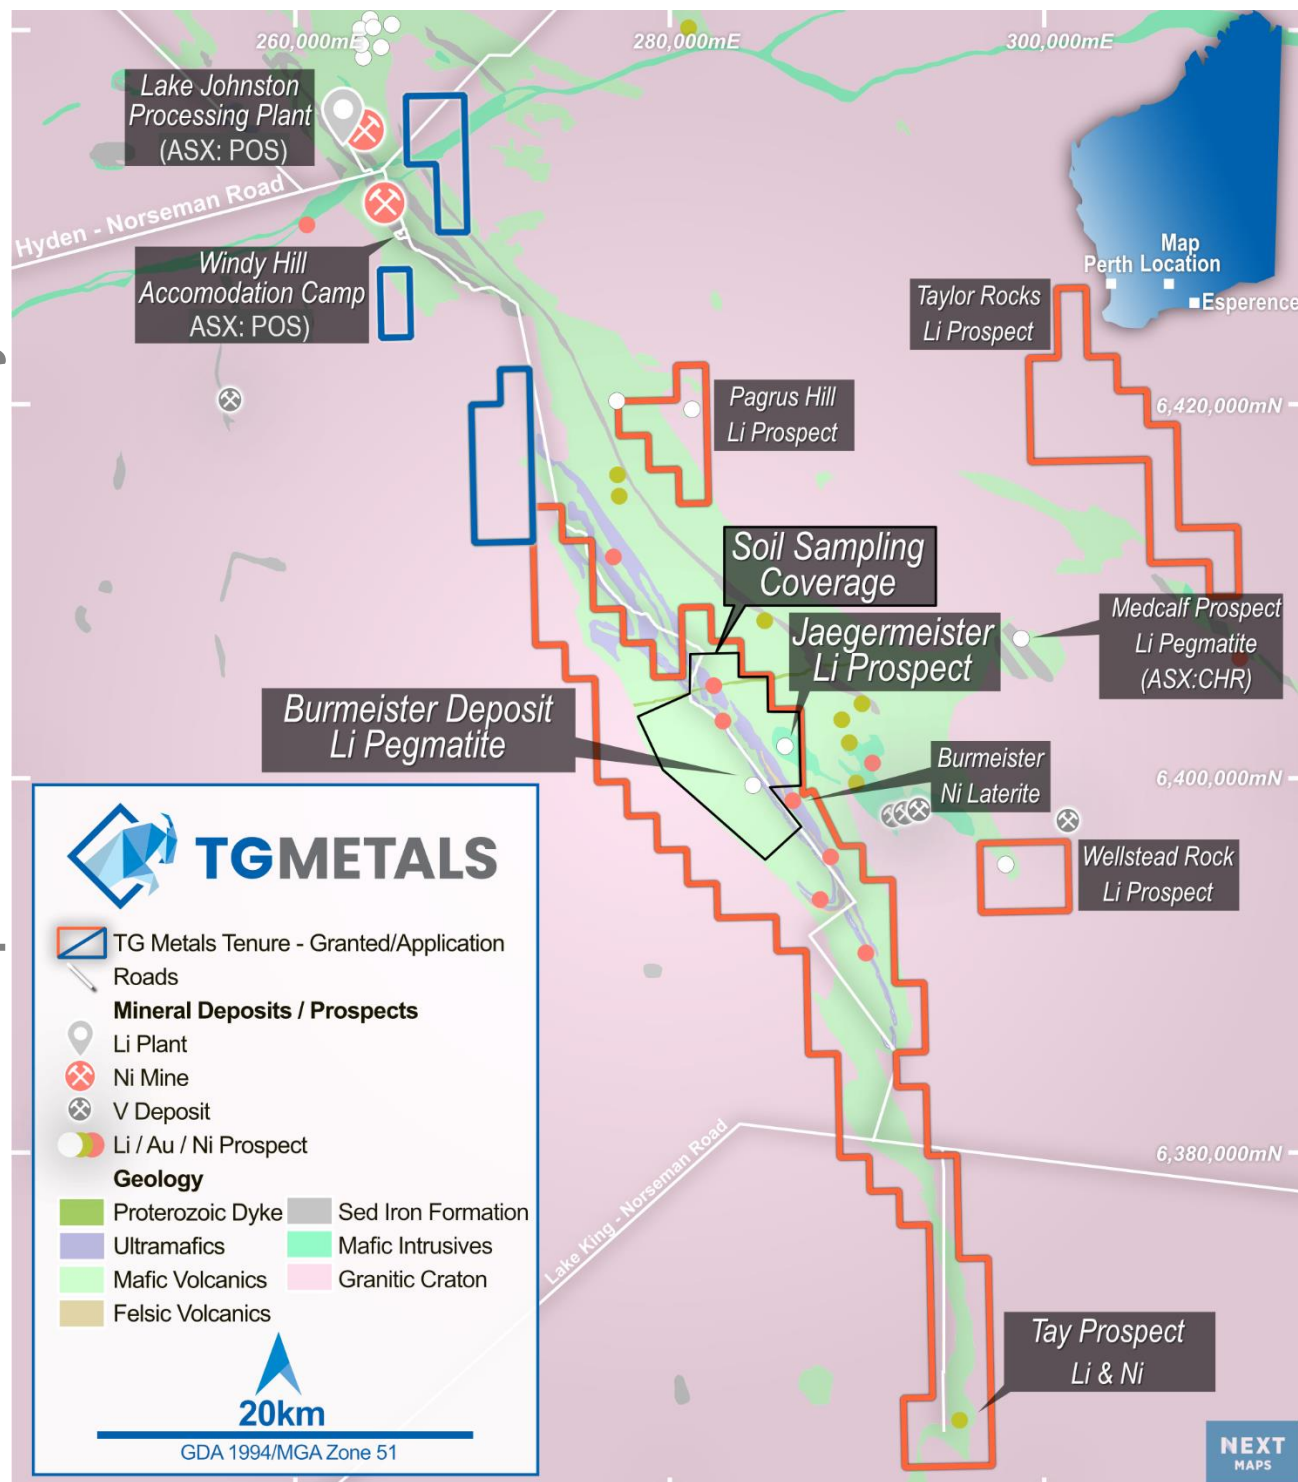 260,000mE
280,000mE
300,000mE
Lake Johnston
Processing Plant
(ASX: POS)
Hyden - Norseman Road
Windy Hill
Accomodation Camp
ASX: POS)
Map
Perth Location
Esperence
Taylor Rocks
Li Prospect
Pagrus Hill
Li Prospect
6,420,000mN
Soil Sampling
Coverage
Jaegermeister
Li Prospect
Medcalf Prospect
Li Pegmatite
(ASX:CHR)
Burmeister Deposit
Li Pegmatite
Burmeister
Ni Laterite
6,400,000mN
Wellstead Rock
Li Prospect
TGMETALS
TG Metals Tenure - Granted/Application
Roads
Mineral Deposits / Prospects
Li Plant
Ni Mine
V Deposit
Li / Au / Ni Prospect
Geology
Proterozoic Dyke
Sed Iron Formation
Ultramafics
Mafic Intrusives
Mafic Volcanics
Granitic Craton
Felsic Volcanics
20km
GDA 1994/MGA Zone 51
6,380,000mN
Lake King - Norseman Road
Tay Prospect
Li & Ni
NEXT
MAPS